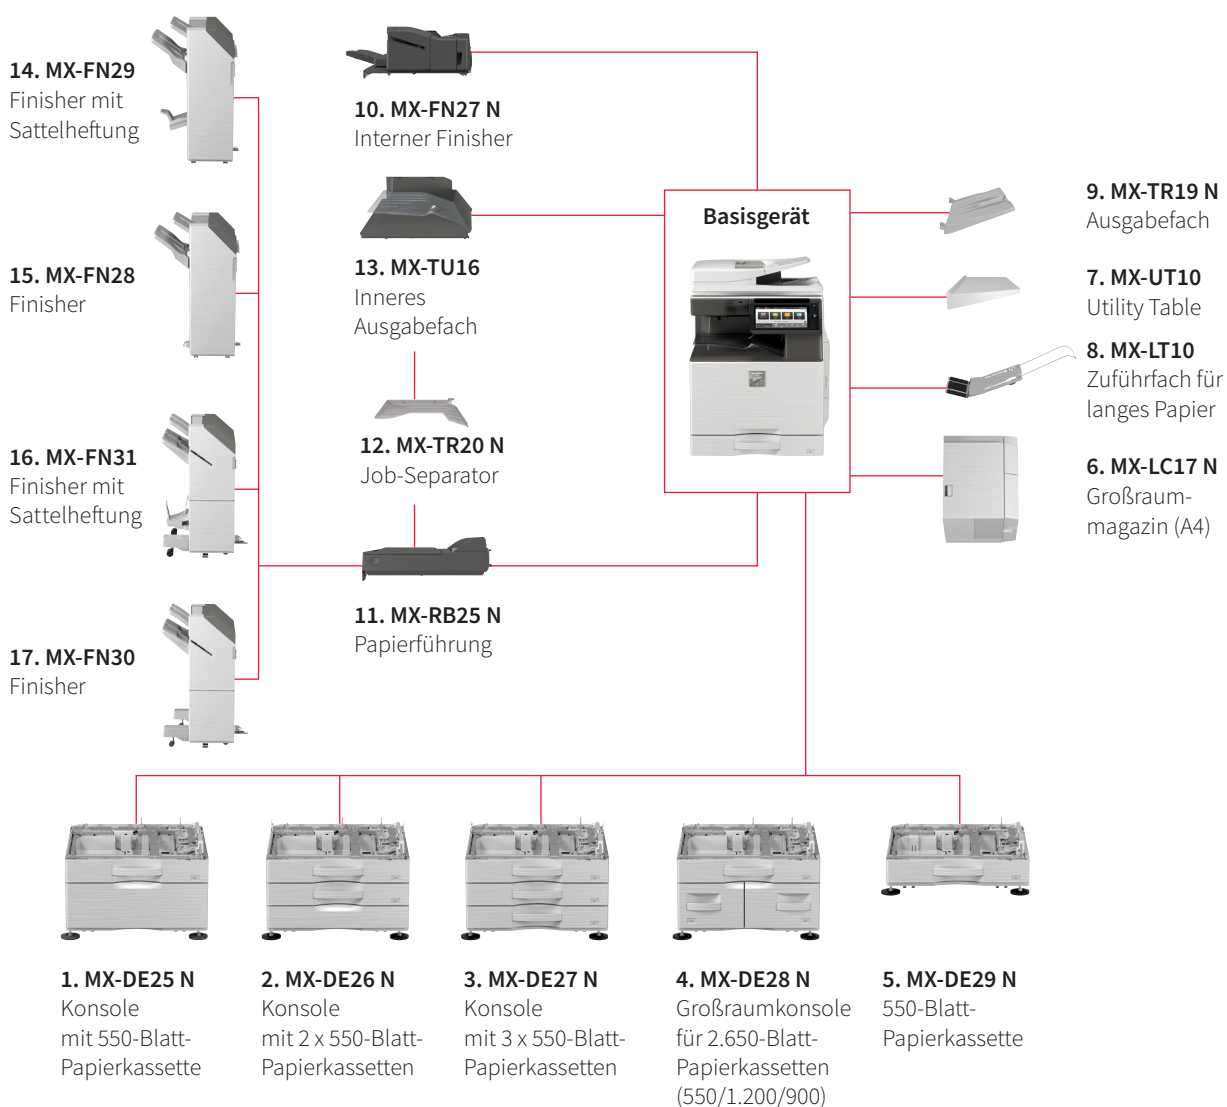 14. MX-FN29
Finisher mit
Sattelheftung
15. MX-FN28
Finisher
16. MX-FN31
Finisher mit
Sattelheftung
17. MX-FN30
Finisher
10. MX-FN27 N
Interner Finisher
13. MX-TU16
Inneres
Ausgabefach
12. MX-TR20 N
Job-Separator
11. MX-RB25 N
Papierführung
Basisgerät
9. MX-TR19 N
Ausgabefach
7. MX-UT10
Utility Table
8. MX-LT10
Zuführfach für
langes Papier
6. MX-LC17 N
Großraum-
magazin (A4)
1. MX-DE25 N
Konsole
mit 550-Blatt-
Papierkassette
2. MX-DE26 N
Konsole
mit 2 x 550-Blatt-
Papierkassetten
3. MX-DE27 N
Konsole
mit 3 x 550-Blatt-
Papierkassetten
4. MX-DE28 N
Großraumkonsole
für 2.650-Blatt-
Papierkassetten
(550/1.200/900)
5. MX-DE29 N
550-Blatt-
Papierkassette